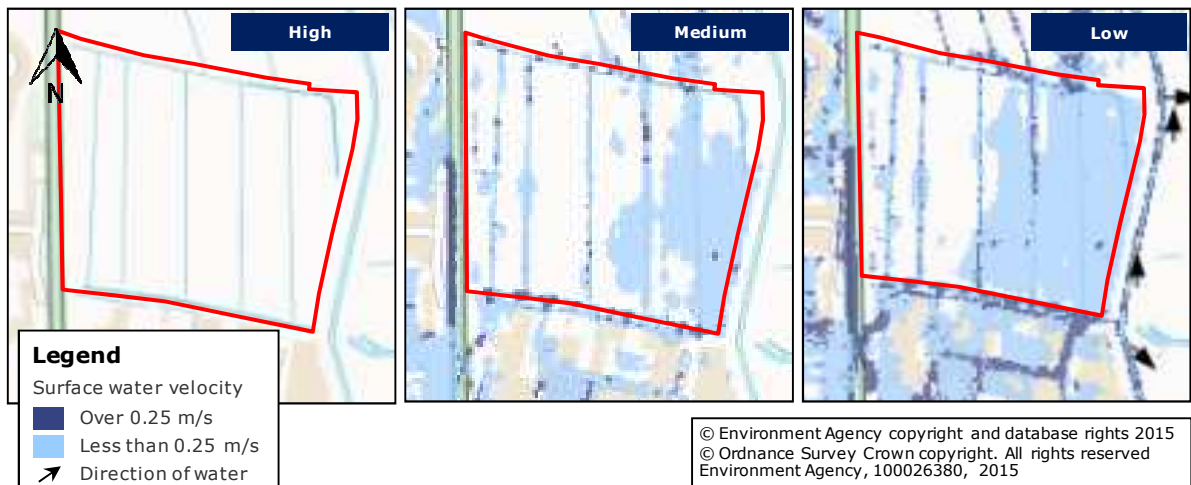 High
Medium
Low
N
Legend
Surface water velocity
Over 0.25 m/s
Less than 0.25 m/s
Direction of water
© Environment Agency copyright and database rights 2015
© Ordnance Survey Crown copyright. All rights reserved
Environment Agency, 100026380, 2015